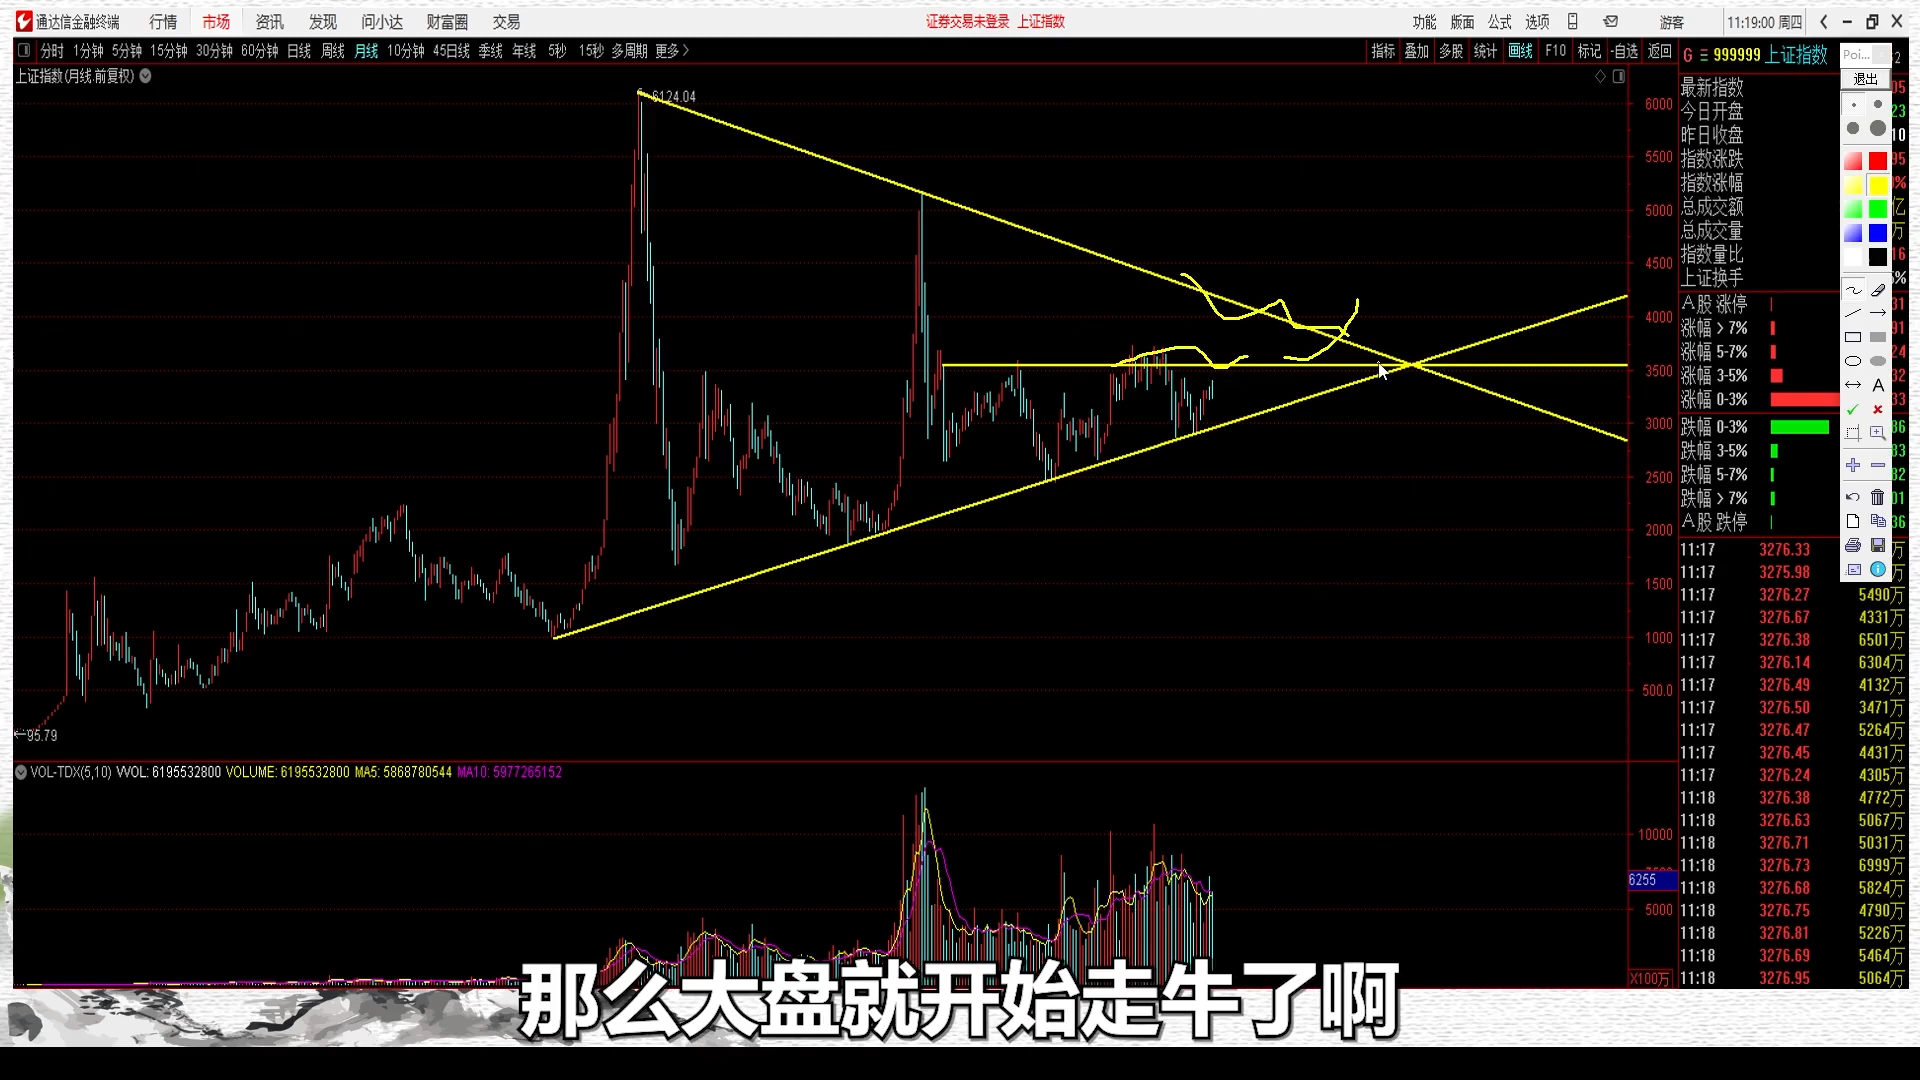 通达信金融终端 行情 市场 资讯 发现 问小达 财富圈 交易 证券交易未登录 上证指数 功能 版面 公式 选项 游客 11:19:00 周四
分时 1分钟 5分钟 15分钟 30分钟 60分钟 日线 周线 月线 10分钟 45日线 季线 年线 5秒 15秒 多周期 更多 指标 叠加 多股 统计 画线 F10 标记 -自选 返回
G 999999 上证指数
Poi...
退出
上证指数(月线.前复权)
6124.04
6000
5500
5000
4500
4000
3500
3000
2500
2000
1500
1000
500.0
95.79
最新指数
今日开盘
昨日收盘
指数涨跌
指数涨幅
总成交额
总成交量
指数量比
上证换手
A股 涨停
涨幅 > 7%
涨幅 5-7%
涨幅 3-5%
涨幅 0-3%
跌幅 0-3%
跌幅 3-5%
跌幅 5-7%
跌幅 > 7%
A股 跌停
11:17 3276.33
11:17 3275.98
11:17 3276.27 5490万
11:17 3276.67 4331万
11:17 3276.38 6501万
11:17 3276.14 6304万
11:17 3276.49 4132万
11:17 3276.50 3471万
11:17 3276.47 5264万
11:17 3276.45 4431万
11:17 3276.24 4305万
11:18 3276.38 4772万
11:18 3276.63 5067万
11:18 3276.71 5031万
11:18 3276.73 6999万
11:18 3276.68 5824万
11:18 3276.75 4790万
11:18 3276.81 5226万
11:18 3276.69 5464万
11:18 3276.95 5064万
VOL-TDX(5,10) VVOL: 6195532800 VOLUME: 6195532800 MA5: 5868780544 MA10: 5977265152
10000
6255
5000
X100万
那么大盘就开始走牛了啊